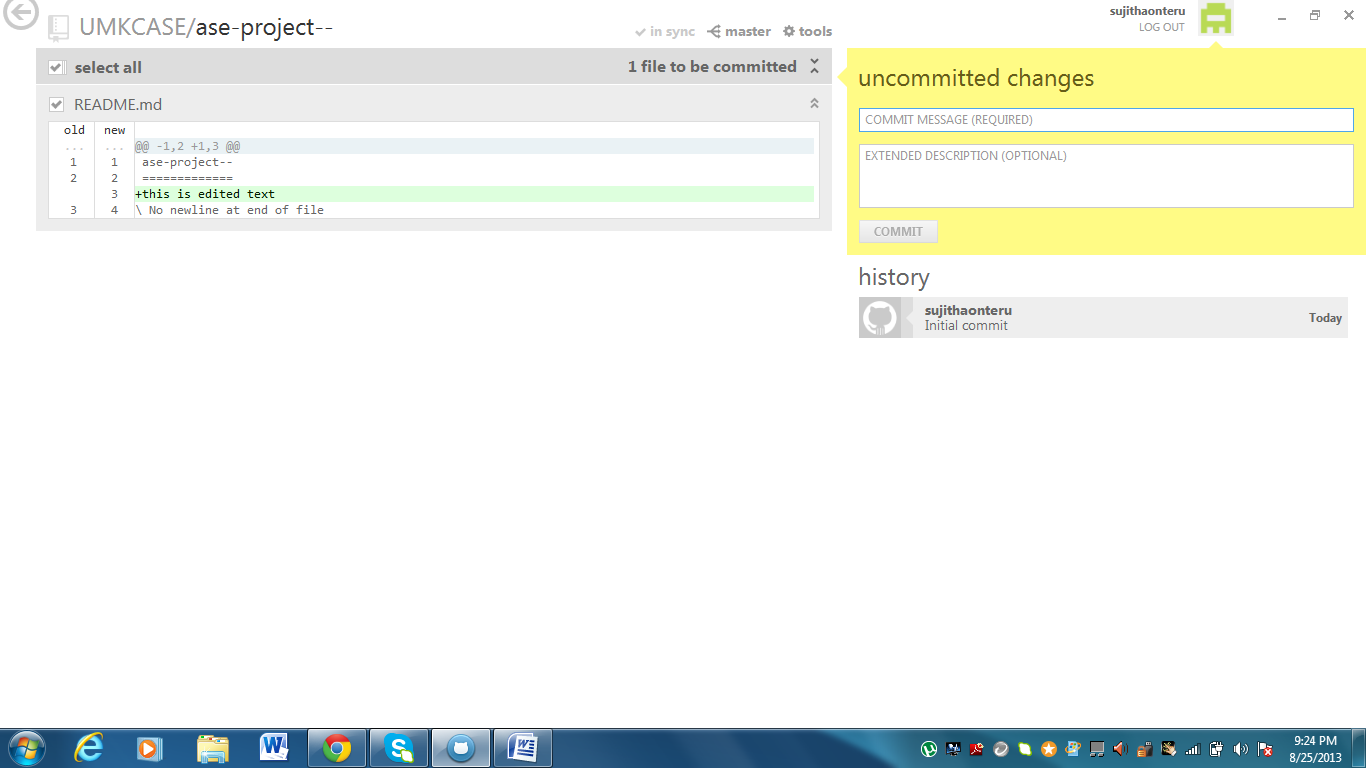 UMKCASE/ase-project--
in sync master tools
sujithaonteru
LOG OUT
select all 1 file to be committed
README.md
old new
... ... @@ -1,2 +1,3 @@
1 1 ase-project--
2 2 =============
3 +this is edited text
3 4 \ No newline at end of file
uncommitted changes
COMMIT MESSAGE (REQUIRED)
EXTENDED DESCRIPTION (OPTIONAL)
COMMIT
history
sujithaonteru
Initial commit
Today
9:24 PM
8/25/2013